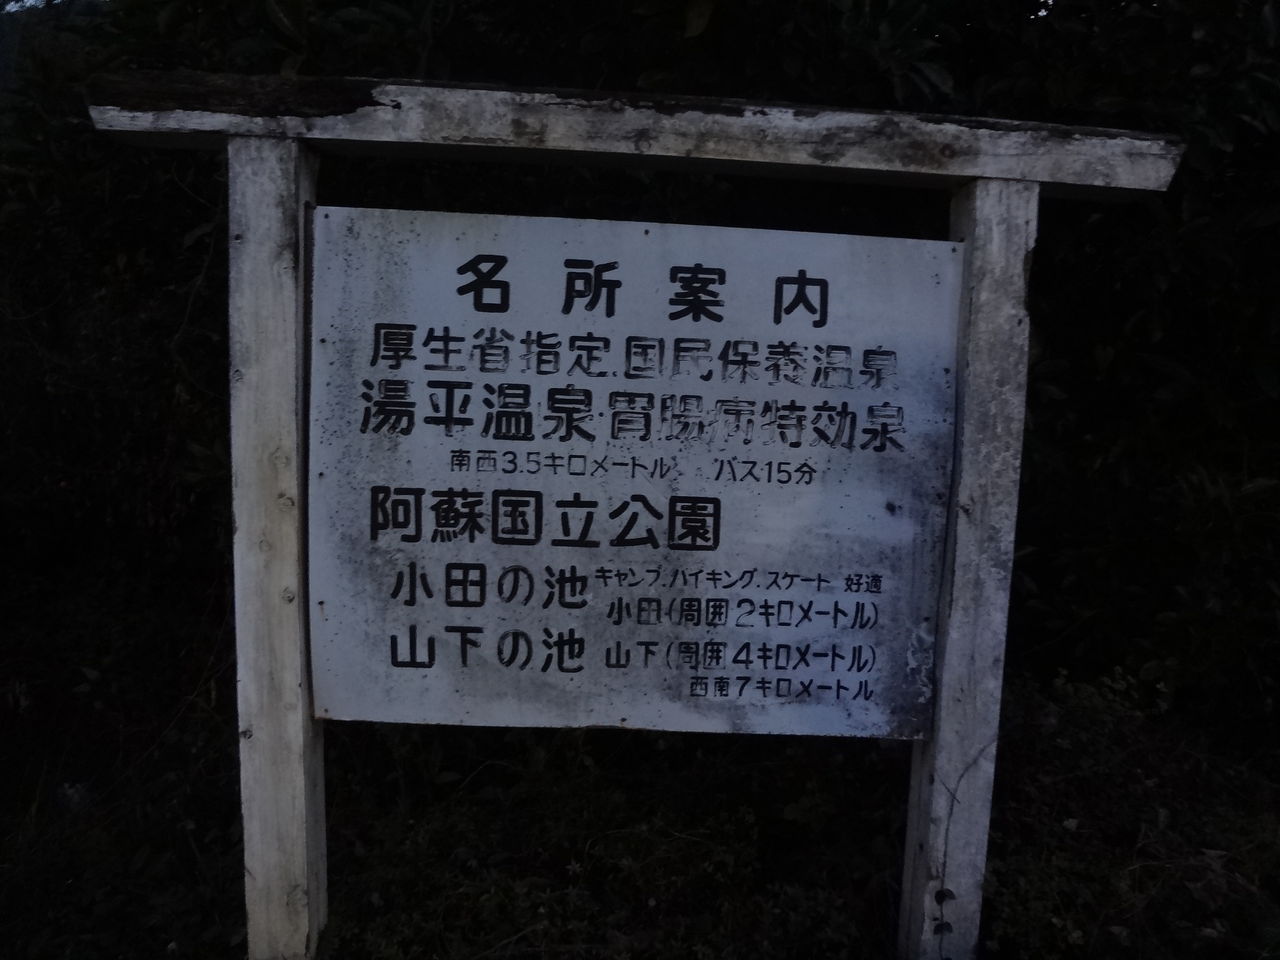 名所案内
厚生省指定.国民保養温泉
湯平温泉・胃腸病特効泉
南西3.5キロメートル バス15分
阿蘇国立公園
小田の池 キャンプ.ハイキング.スケート 好適
小田(周囲2キロメートル)
山下の池 山下(周囲4キロメートル)
西南7キロメートル